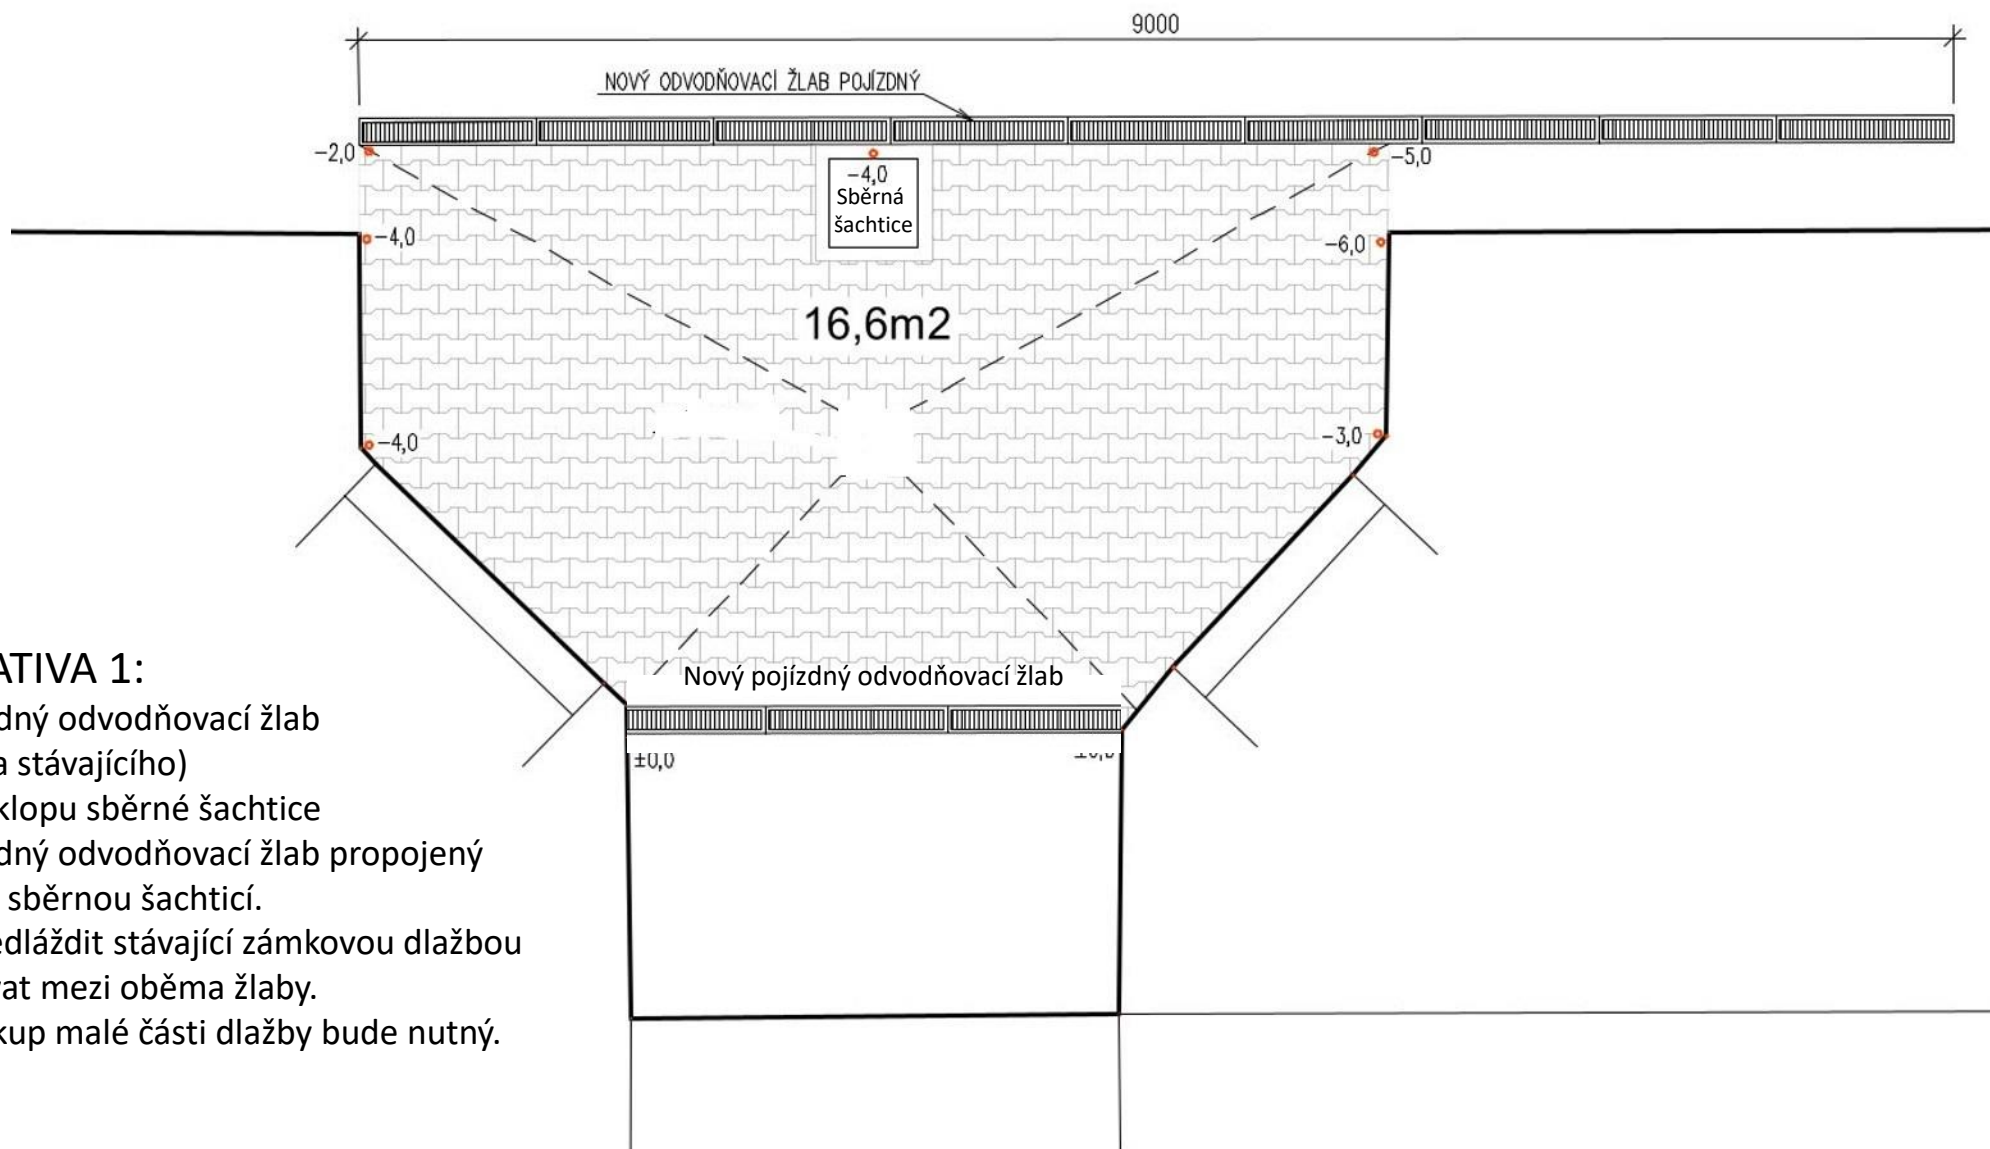 9000
NOVÝ ODVODŇOVACÍ ŽLAB POJÍZDNÝ
-2,0
-4,0
-5,0
Sběrná
šachtice
-4,0
-6,0
16,6m2
-4,0
-3,0
Nový pojízdný odvodňovací žlab
±0,0
ATIVA 1:
dný odvodňovací žlab
a stávajícího)
klopu sběrné šachtice
dný odvodňovací žlab propojený
sběrnou šachticí.
edláždit stávající zámkovou dlažbou
at mezi oběma žlaby.
kup malé části dlažby bude nutný.